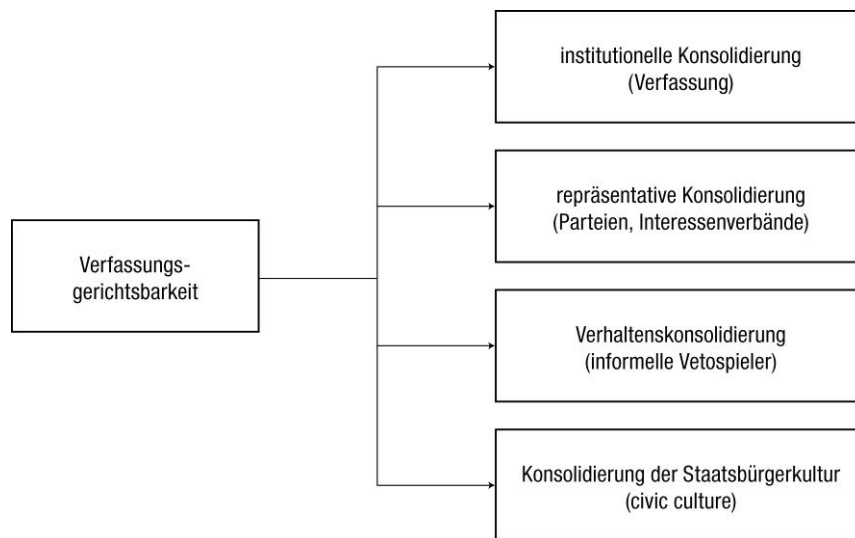 institutionelle Konsolidierung
(Verfassung)
repräsentative Konsolidierung
(Parteien, Interessenverbände)
Verfassungs-
gerichtsbarkeit
Verhaltenskonsolidierung
(informelle Vetospieler)
Konsolidierung der Staatsbürgerkultur
(civic culture)